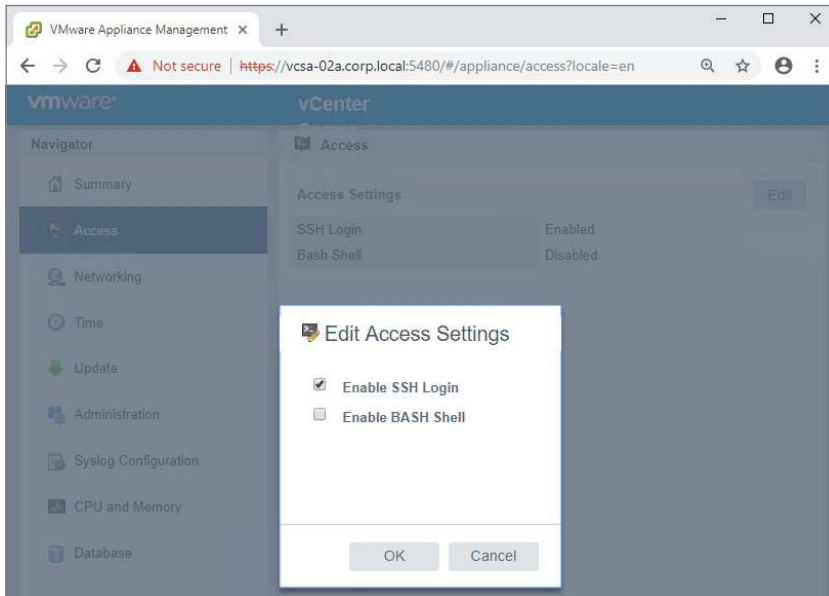 VMware Appliance Management
Not secure | https://vcsa-02a.corp.local:5480/#/appliance/access?locale=en
vmware
vCenter
Navigator
Access
Summary
Access Settings
Edit
Access
SSH Login
Enabled
Bash Shell
Disabled
Networking
Time
Edit Access Settings
Update
Enable SSH Login
Administration
Enable BASH Shell
Syslog Configuration
CPU and Memory
Database
OK
Cancel